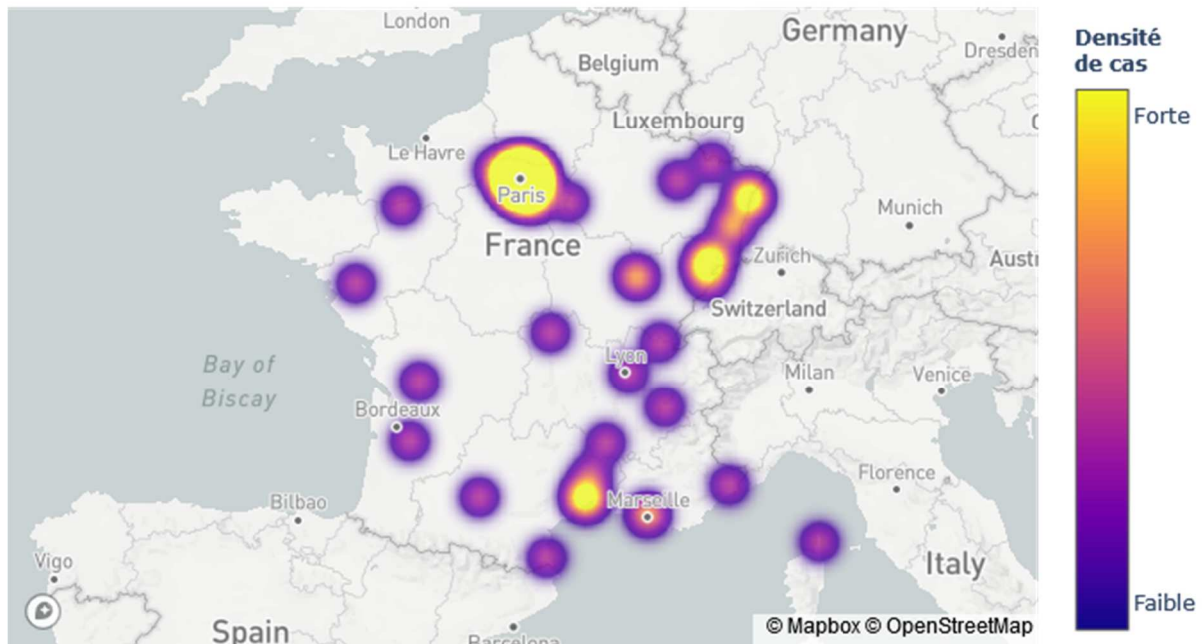 London
Germany
Dresden
Belgium
Luxembourg
Le Havre
Paris
France
Munich
Zurich
Austr
Switzerland
Lyon
Milan
Venice
Bay of
Biscay
Bordeaux
Florence
Marseille
Bilbao
Vigo
Italy
Spain
Barcelona
© Mapbox © OpenStreetMap
Densité
de cas
Forte
Faible